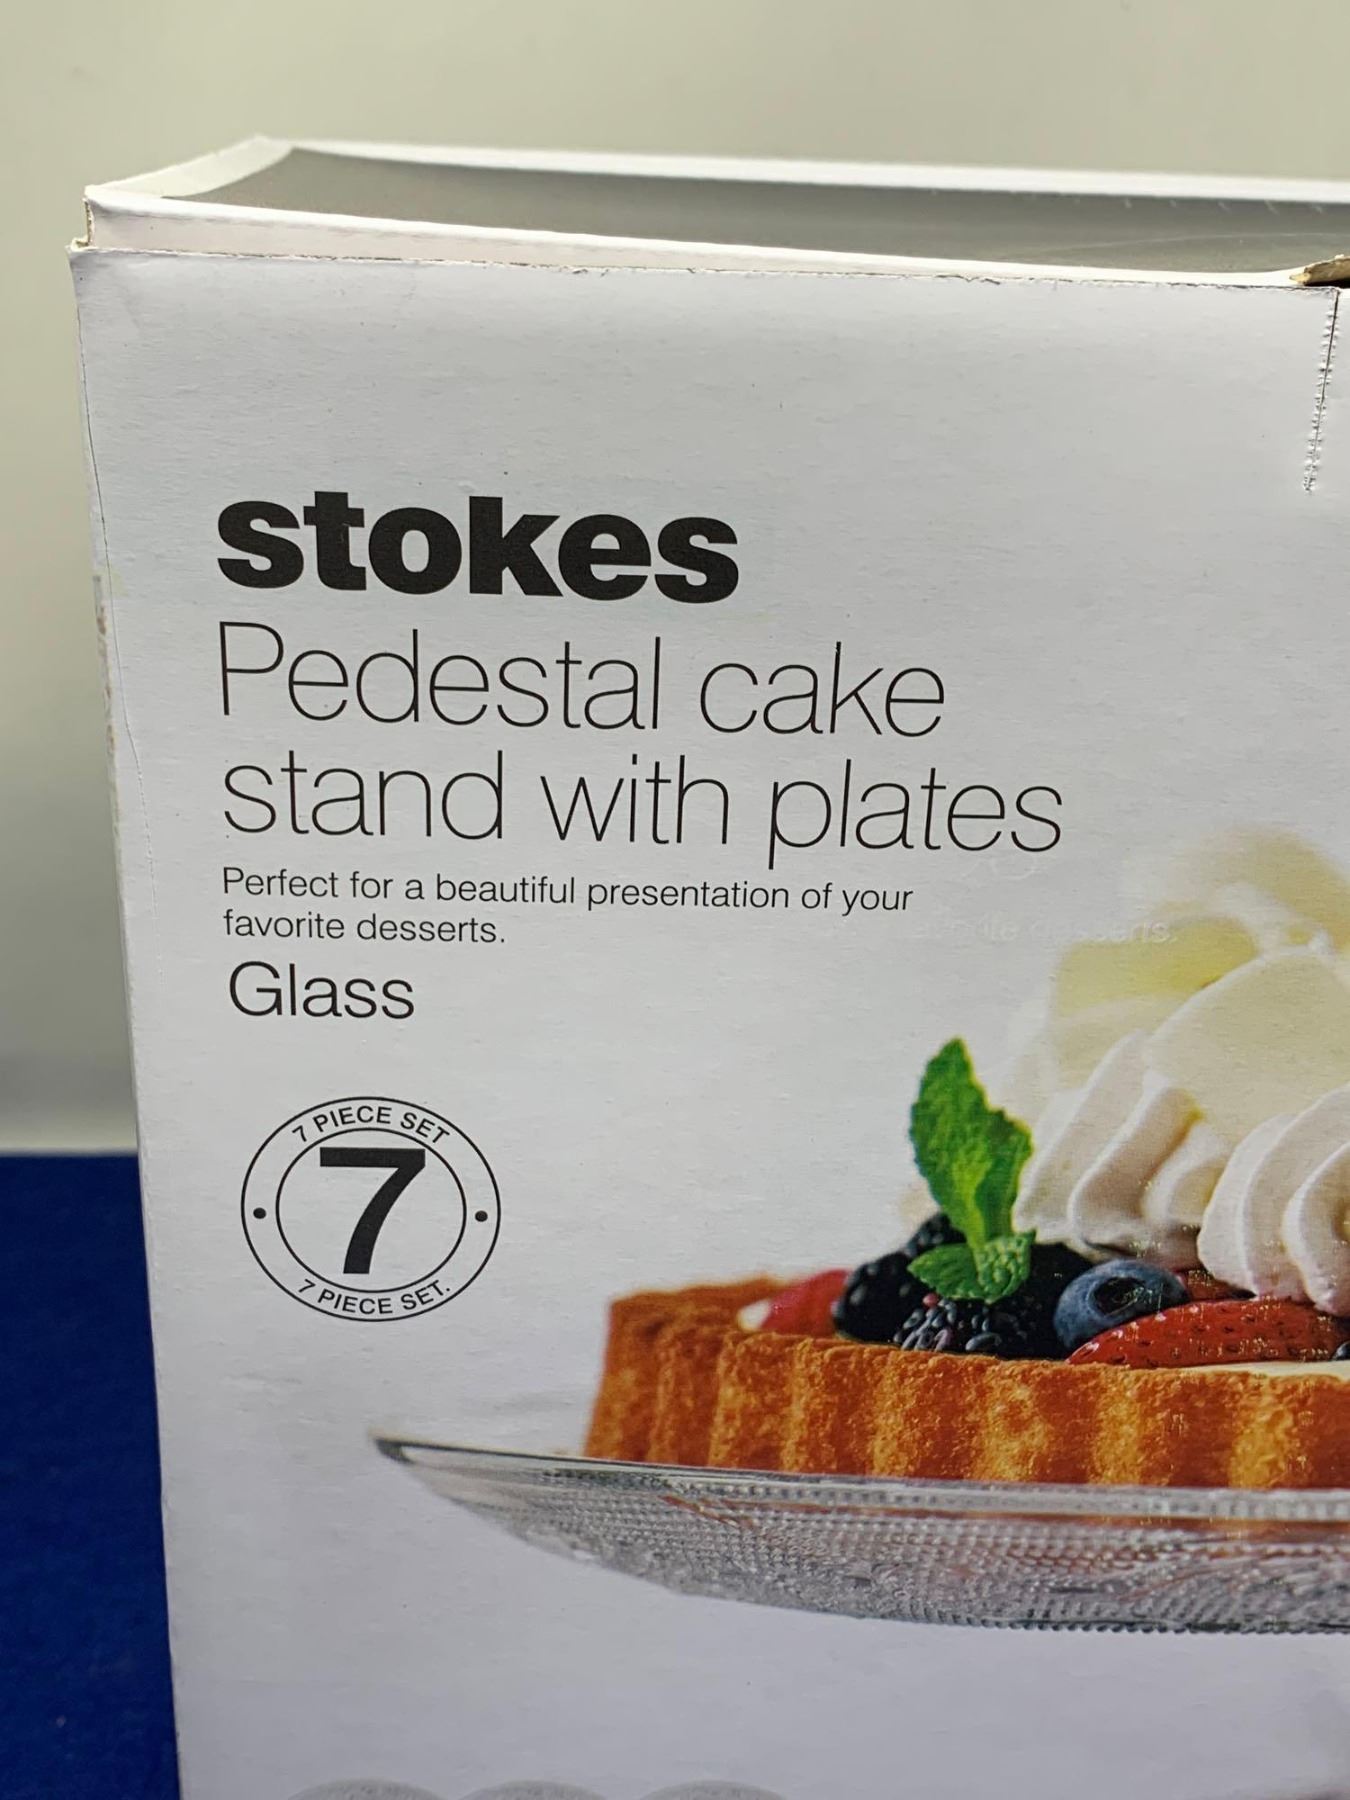 stokes
Pedestal cake
stand with plates
Perfect for a beautiful presentation of your
favorite desserts.
Glass
7 PIECE SET
7
7 PIECE SET.